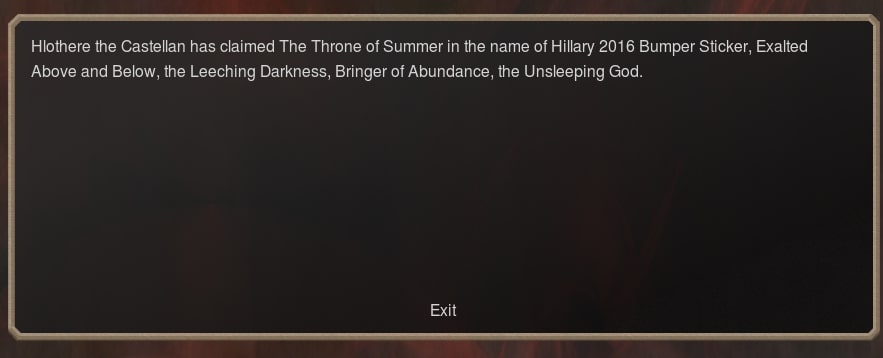 Hlothere the Castellan has claimed The Throne of Summer in the name of Hillary 2016 Bumper Sticker, Exalted
Above and Below, the Leeching Darkness, Bringer of Abundance, the Unsleeping God.
Exit